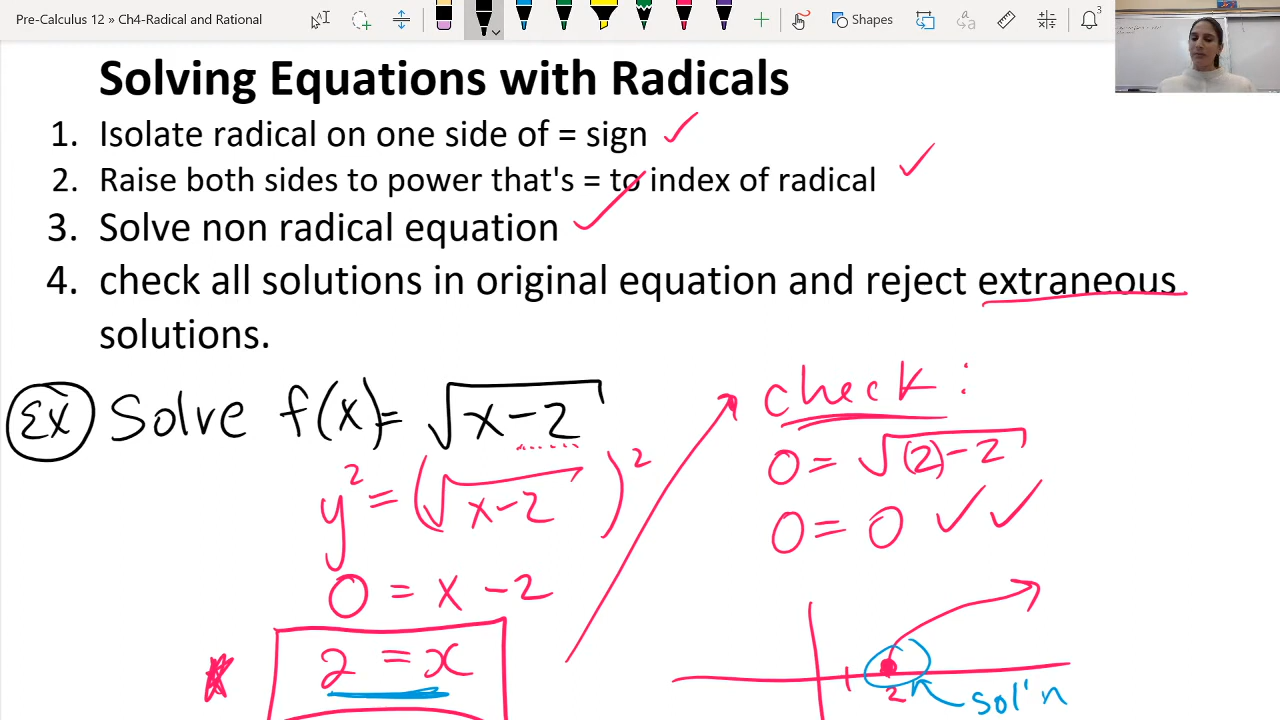 Pre-Calculus 12 » Ch4-Radical and Rational
Shapes
3
Solving Equations with Radicals
1. Isolate radical on one side of = sign ✓
2. Raise both sides to power that's = to index of radical ✓
3. Solve non radical equation ✓
4. check all solutions in original equation and reject extraneous
solutions.
Ex Solve f(x)= √x-2
y² = (√x-2)²
0 = x - 2
2 = x
check:
0 = √(2)-2
0 = 0 ✓✓
2
sol'n